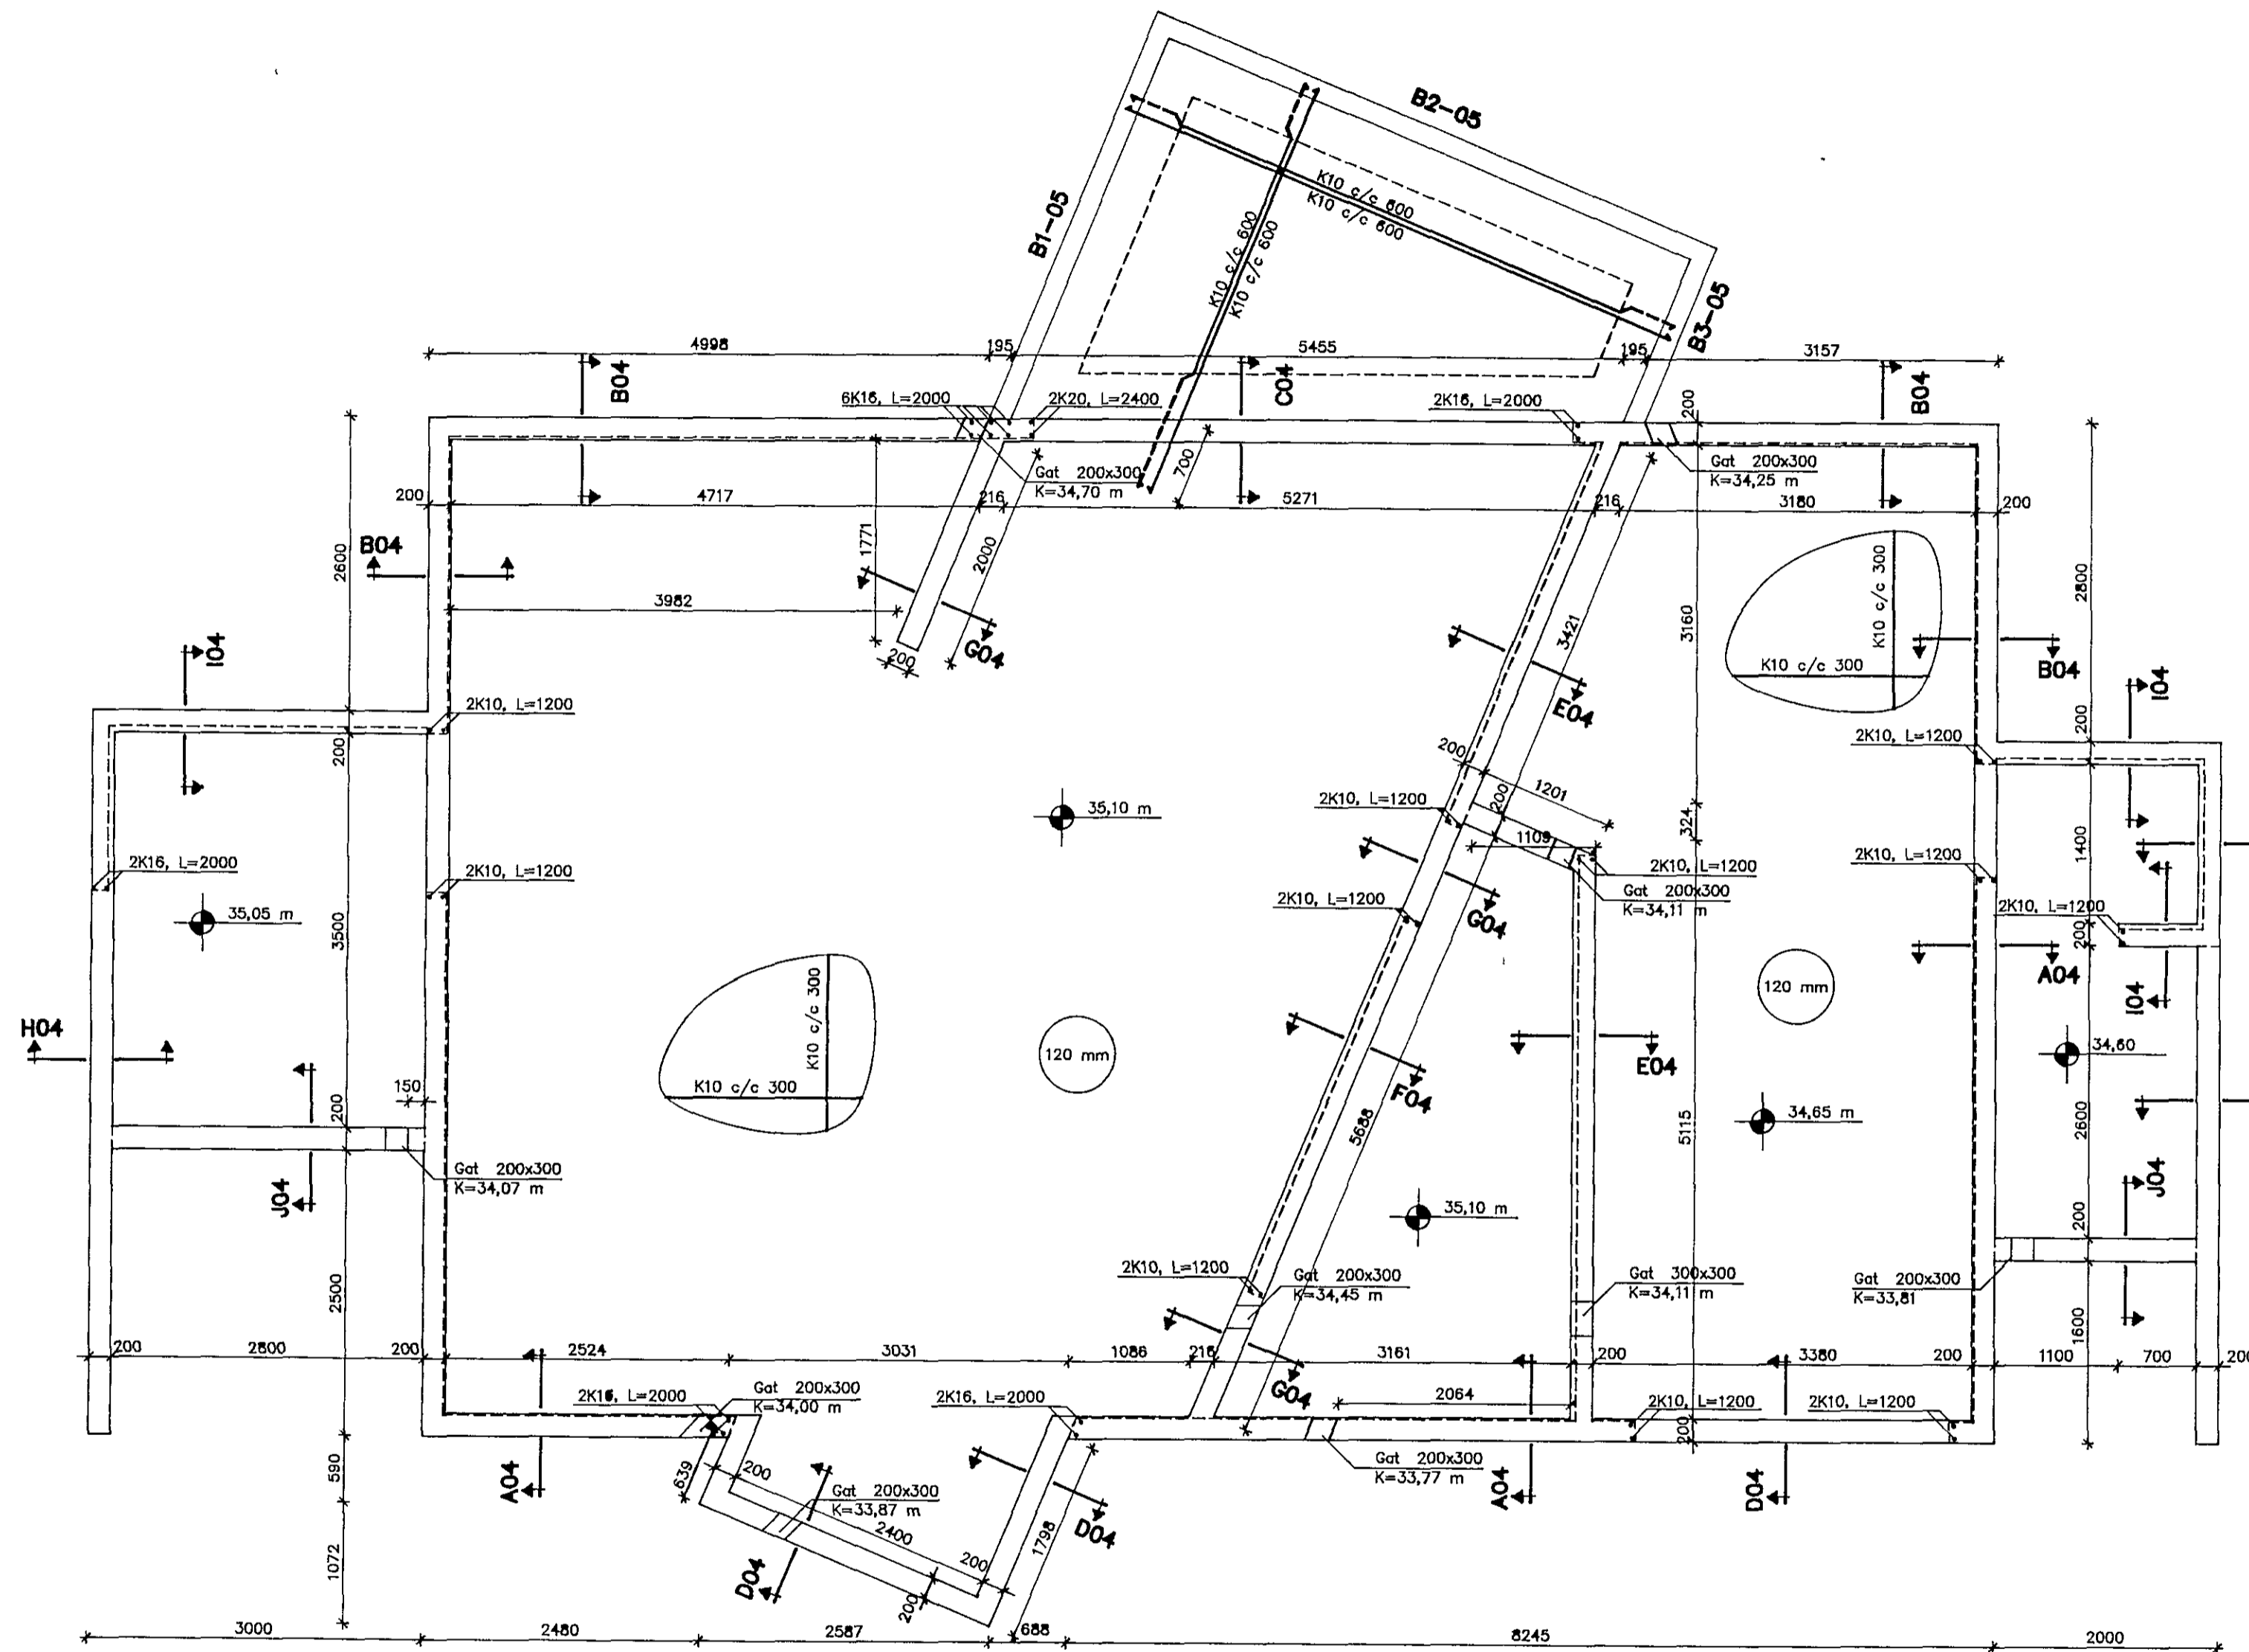 B2-05
B1-05
K10 c/c 600
K10 c/c 600
K10 c/c 600
K10 c/c 600
B3-05
4998
195
5455
195
3157
B04
C04
B04
6K16, L=2000
2K20, L=2400
2K16, L=2000
200
Gat 200x300
K=34,70 m
700
Gat 200x300
K=34,25 m
200
4717
216
5271
216
3180
200
B04
2600
1771
2000
3982
200
G04
3421
3160
K10 c/c 300
K10 c/c 300
2800
E04
B04
I04
I04
2K10, L=1200
200
200
1201
200
324
2K10, L=1200
200
2K10, L=1200
1109
2K10, L=1200
Gat 200x300
K=34,11 m
35,10 m
2K16, L=2000
2K10, L=1200
2K10, L=1200
G04
2K10, L=1200
1400
2K10, L=1200
200
35,05 m
3500
A04
I04
120 mm
K10 c/c 300
K10 c/c 300
120 mm
H04
34,60
F04
E04
150
200
5688
34,65 m
5115
2600
35,10 m
J04
Gat 200x300
K=34,07 m
J04
200
2500
2K10, L=1200
Gat 200x300
K=34,45 m
Gat 300x300
K=34,11 m
Gat 200x300
K=33,81
1600
200
2800
200
2524
3031
1086
216
3161
200
3380
200
1100
700
200
2K16, L=2000
Gat 200x300
K=34,00 m
2K16, L=2000
G04
2064
2K10, L=1200
2K10, L=1200
200
590
A04
639
200
Gat 200x300
K=33,87 m
2400
D04
Gat 200x300
K=33,77 m
A04
D04
1072
D04
200
200
1798
3000
2480
2587
688
8245
2000